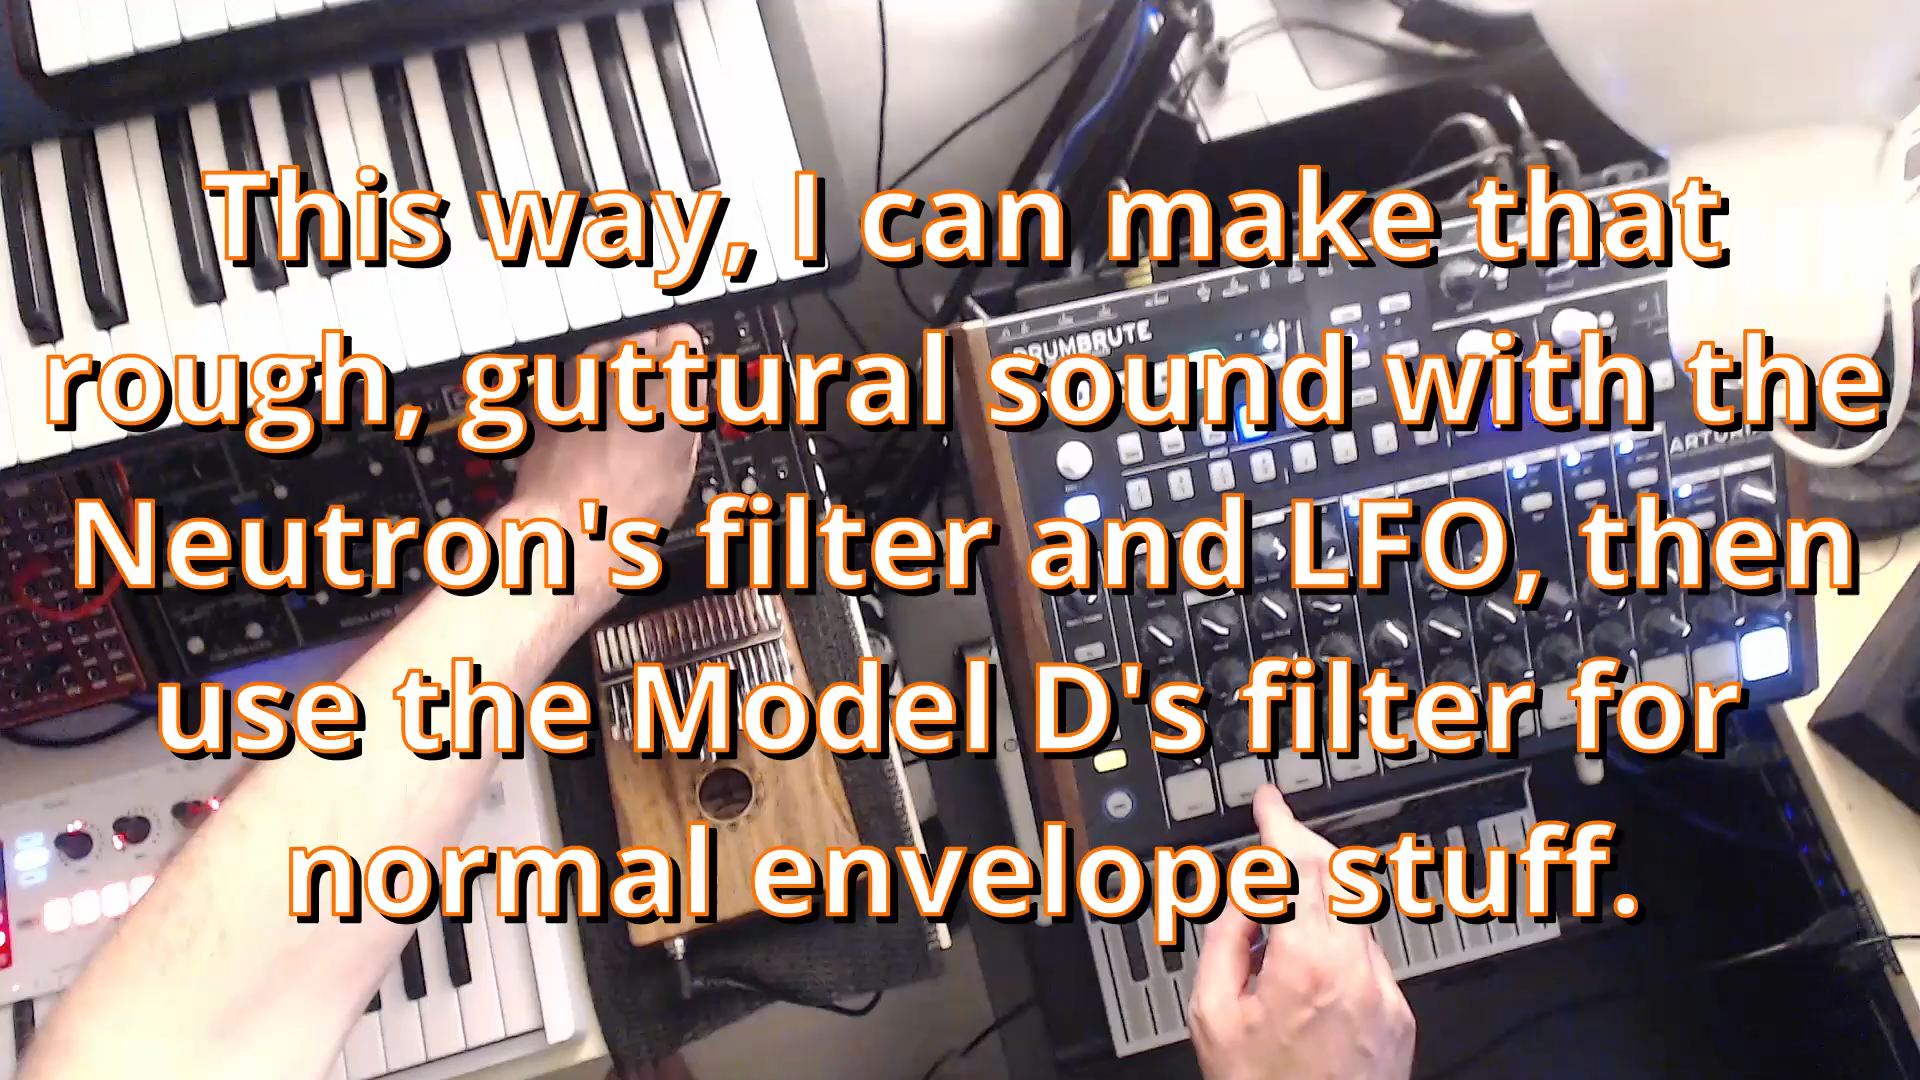 This way, I can make that
rough, guttural sound with the
Neutron's filter and LFO, then
use the Model D's filter for
normal envelope stuff.
DRUMBRUTE
ARTURIA